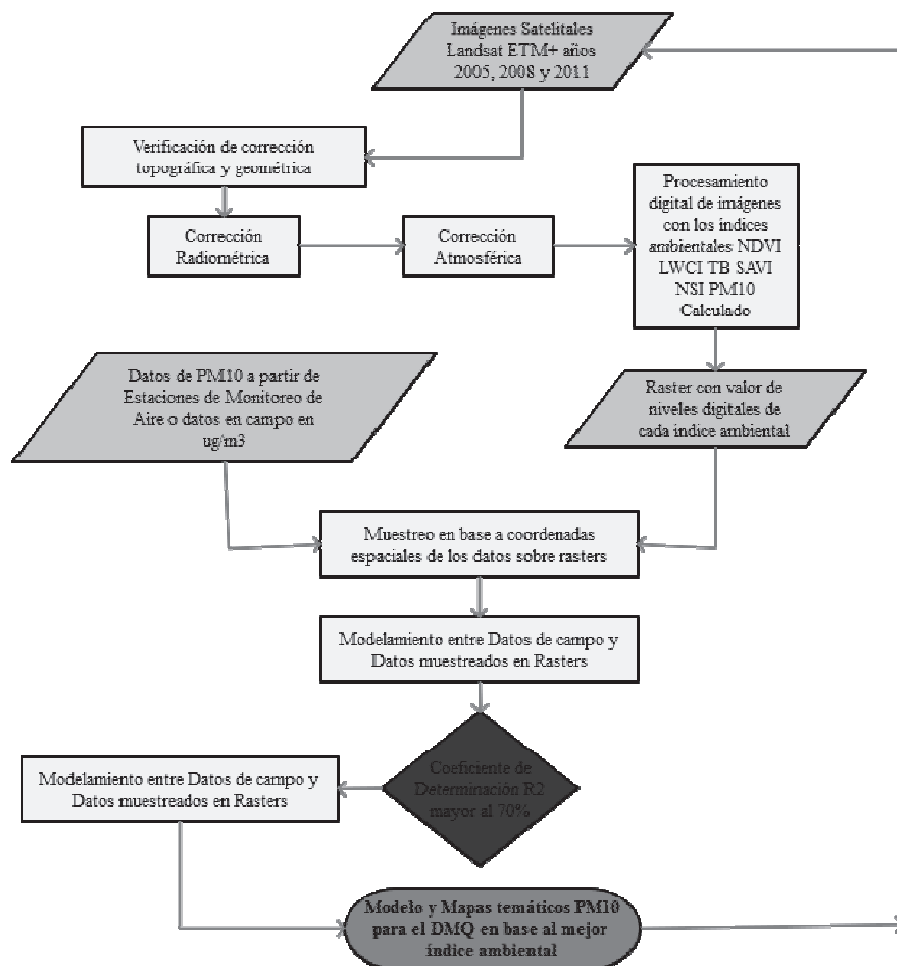 Imágenes Satelitales
Landsat ETM+ años
2005, 2008 y 2011
Verificación de corrección
topográfica y geométrica
Corrección
Radiométrica
Corrección
Atmosférica
Procesamiento
digital de imágenes
con los índices
ambientales NDVI
LWCI TB SAVI
NSI PM10
Calculado
Datos de PM10 a partir de
Estaciones de Monitoreo de
Aire o datos en campo en
ug/m3
Raster con valor de
niveles digitales de
cada índice ambiental
Muestreo en base a coordenadas
espaciales de los datos sobre rasters
Modelamiento entre Datos de campo y
Datos muestreados en Rasters
Coeficiente de
Determinación R2
mayor al 70%
Modelamiento entre Datos de campo y
Datos muestreados en Rasters
Modelo y Mapas temáticos PM10
para el DMQ en base al mejor
índice ambiental